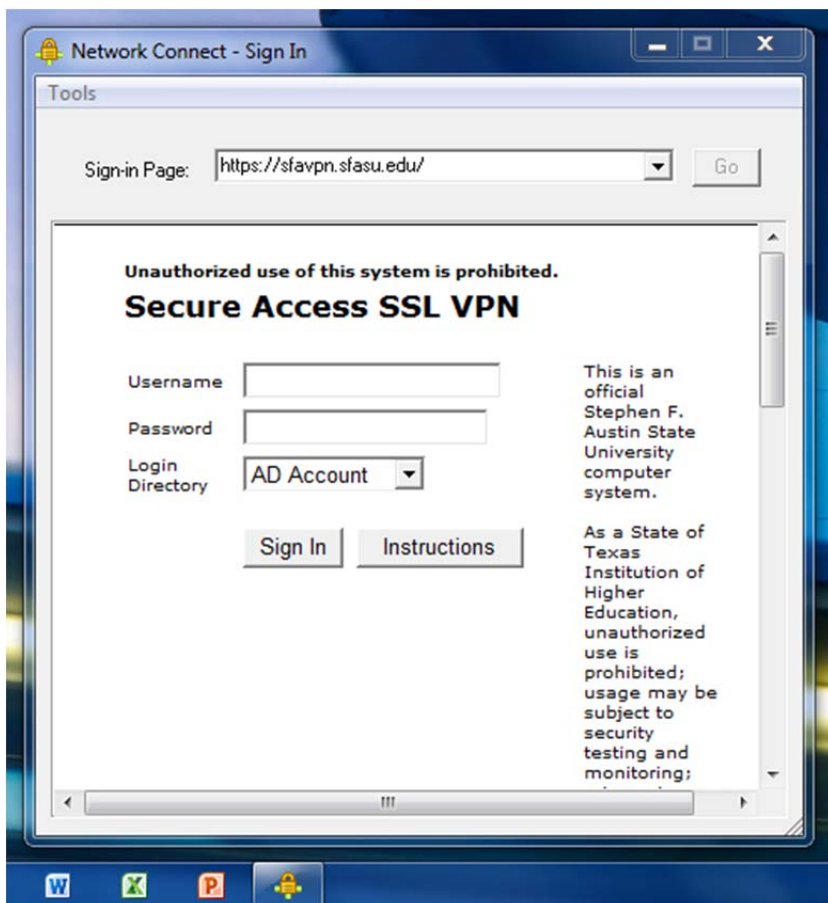 Network Connect - Sign In
Tools
Sign-in Page:
https://sfavpn.sfasu.edu/
Go
Unauthorized use of this system is prohibited.
Secure Access SSL VPN
Username
Password
Login
Directory
AD Account
Sign In
Instructions
This is an
official
Stephen F.
Austin State
University
computer
system.
As a State of
Texas
Institution of
Higher
Education,
unauthorized
use is
prohibited;
usage may be
subject to
security
testing and
monitoring;